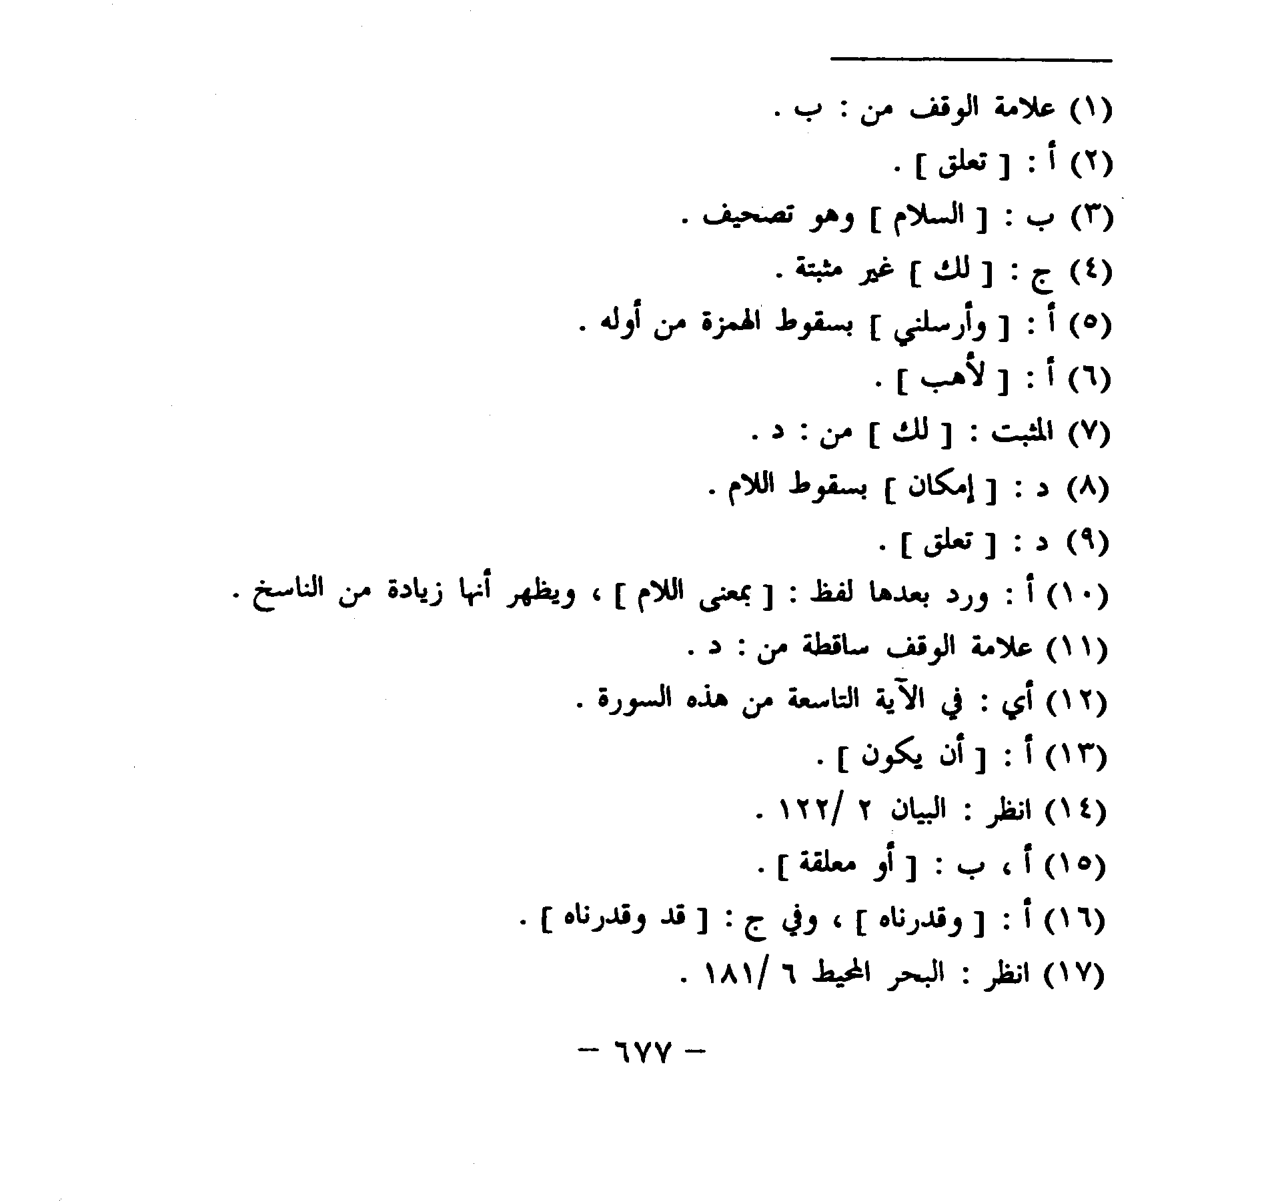 (١) علامة الوقف من : ب .
(٢) أ : [ تعلق ] .
(٣) ب : [ السلام ] وهو تصحيف .
(٤) ج : [ لك ] غير مثبتة .
(٥) أ : [ وأرسلني ] بسقوط الهمزة من أوله .
(٦) أ : [ لأهب ] .
(٧) المثبت : [ لك ] من : د .
(٨) د : [ إمكان ] بسقوط اللام .
(٩) د : [ تعلق ] .
(١٠) أ : ورد بعدها لفظ : [ بمعنى اللام ] ، ويظهر أنها زيادة من الناسخ .
(١١) علامة الوقف ساقطة من : د .
(١٢) أي : في الآية التاسعة من هذه السورة .
(١٣) أ : [ أن يكون ] .
(١٤) انظر : البيان ٢ /١٢٢ .
(١٥) أ ، ب : [ أو معلقة ] .
(١٦) أ : [ وقدرناه ] ، وفي ج : [ قد وقدرناه ] .
(١٧) انظر : البحر المحيط ٦ /١٨١ .
– ٦٧٧ –